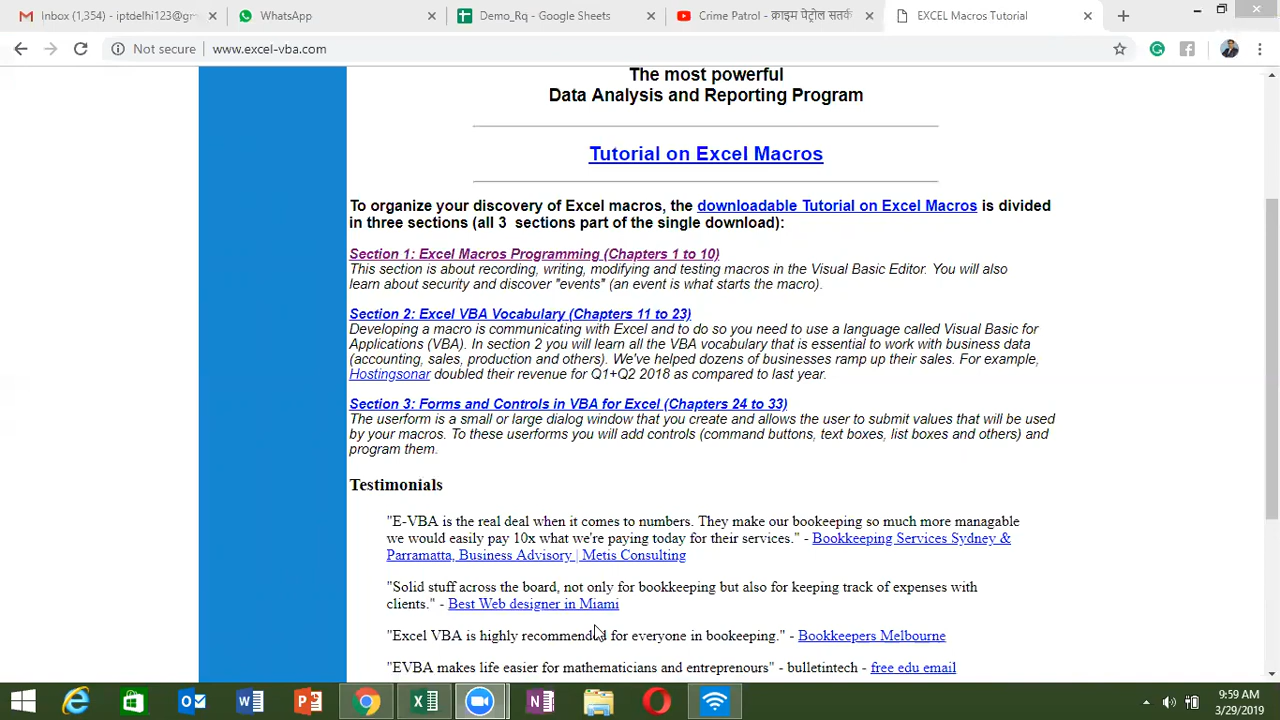 Inbox (1,354) - iptdelhi123@gr
WhatsApp
Demo_Rq - Google Sheets
Crime Patrol - क्राइम पेट्रोल सतर्क
EXCEL Macros Tutorial
Not secure
www.excel-vba.com
The most powerful
Data Analysis and Reporting Program
Tutorial on Excel Macros
To organize your discovery of Excel macros, the downloadable Tutorial on Excel Macros is divided
in three sections (all 3 sections part of the single download):
Section 1: Excel Macros Programming (Chapters 1 to 10)
This section is about recording, writing, modifying and testing macros in the Visual Basic Editor. You will also
learn about security and discover "events" (an event is what starts the macro).
Section 2: Excel VBA Vocabulary (Chapters 11 to 23)
Developing a macro is communicating with Excel and to do so you need to use a language called Visual Basic for
Applications (VBA). In section 2 you will learn all the VBA vocabulary that is essential to work with business data
(accounting, sales, production and others). We've helped dozens of businesses ramp up their sales. For example,
Hostingsonar doubled their revenue for Q1+Q2 2018 as compared to last year.
Section 3: Forms and Controls in VBA for Excel (Chapters 24 to 33)
The userform is a small or large dialog window that you create and allows the user to submit values that will be used
by your macros. To these userforms you will add controls (command buttons, text boxes, list boxes and others) and
program them.
Testimonials
"E-VBA is the real deal when it comes to numbers. They make our bookeeping so much more managable
we would easily pay 10x what we're paying today for their services." - Bookkeeping Services Sydney &
Parramatta, Business Advisory | Metis Consulting
"Solid stuff across the board, not only for bookkeeping but also for keeping track of expenses with
clients." - Best Web designer in Miami
"Excel VBA is highly recommended for everyone in bookeeping." - Bookkeepers Melbourne
"EVBA makes life easier for mathematicians and entreprenours" - bulletintech - free edu email
9:59 AM
3/29/2019